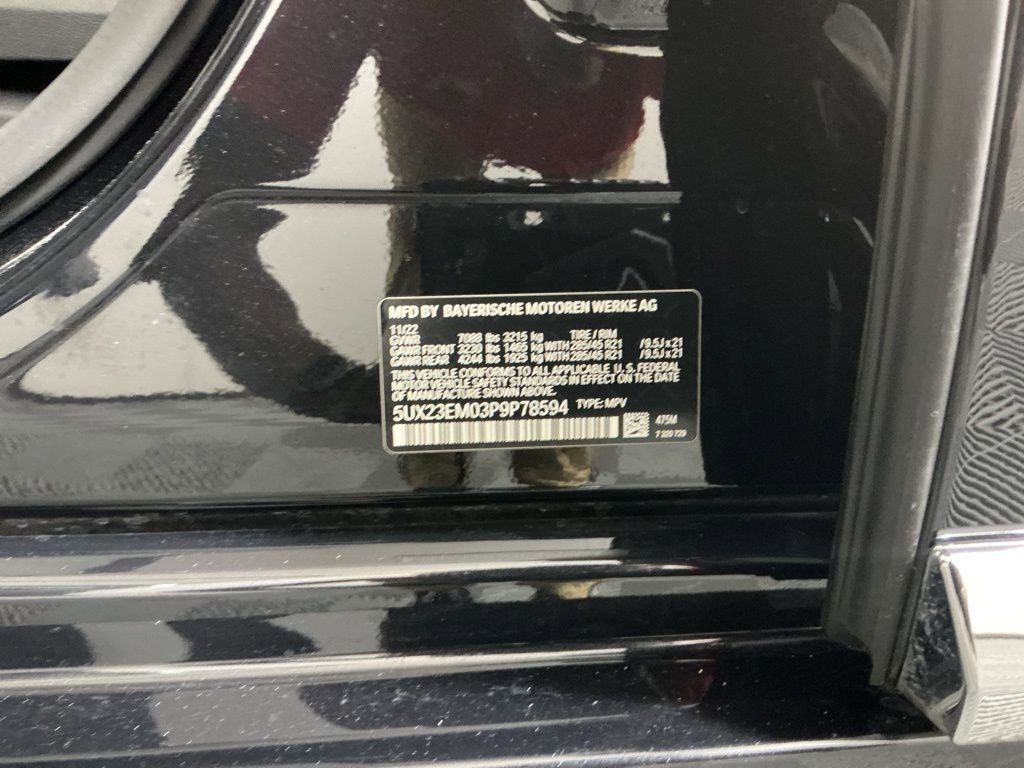 MFD BY BAYERISCHE MOTOREN WERKE AG
11/22
GVWR 7088 lbs 3215 kg TIRE / RIM
GAWR FRONT lbs 1465 kg WITH 285/45 R21 /9.5J x 21
GAWR REAR 4244 lbs 1925 kg WITH 285/45 R21 /9.5J x 21
THIS VEHICLE CONFORMS TO ALL APPLICABLE U. S. FEDERAL
MOTOR VEHICLE SAFETY STANDARDS IN EFFECT ON THE DATE
OF MANUFACTURE SHOWN ABOVE.
5UX23EM03P9P78594 TYPE: MPV
475M